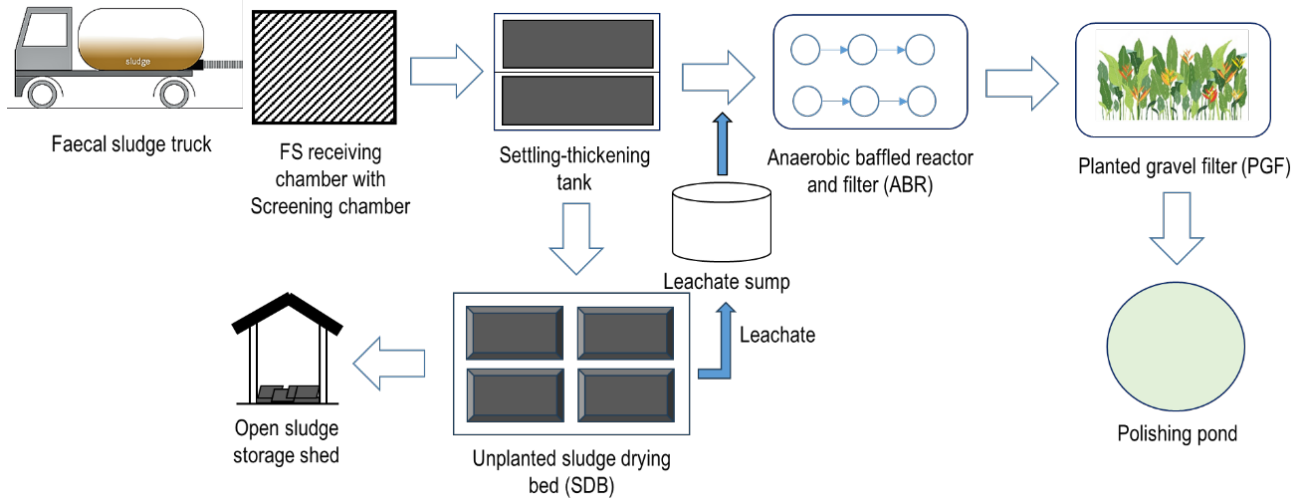 sludge
Faecal sludge truck
FS receiving
chamber with
Screening chamber
Settling-thickening
tank
Anaerobic baffled reactor
and filter (ABR)
Planted gravel filter (PGF)
Leachate sump
Leachate
Open sludge
storage shed
Unplanted sludge drying
bed (SDB)
Polishing pond